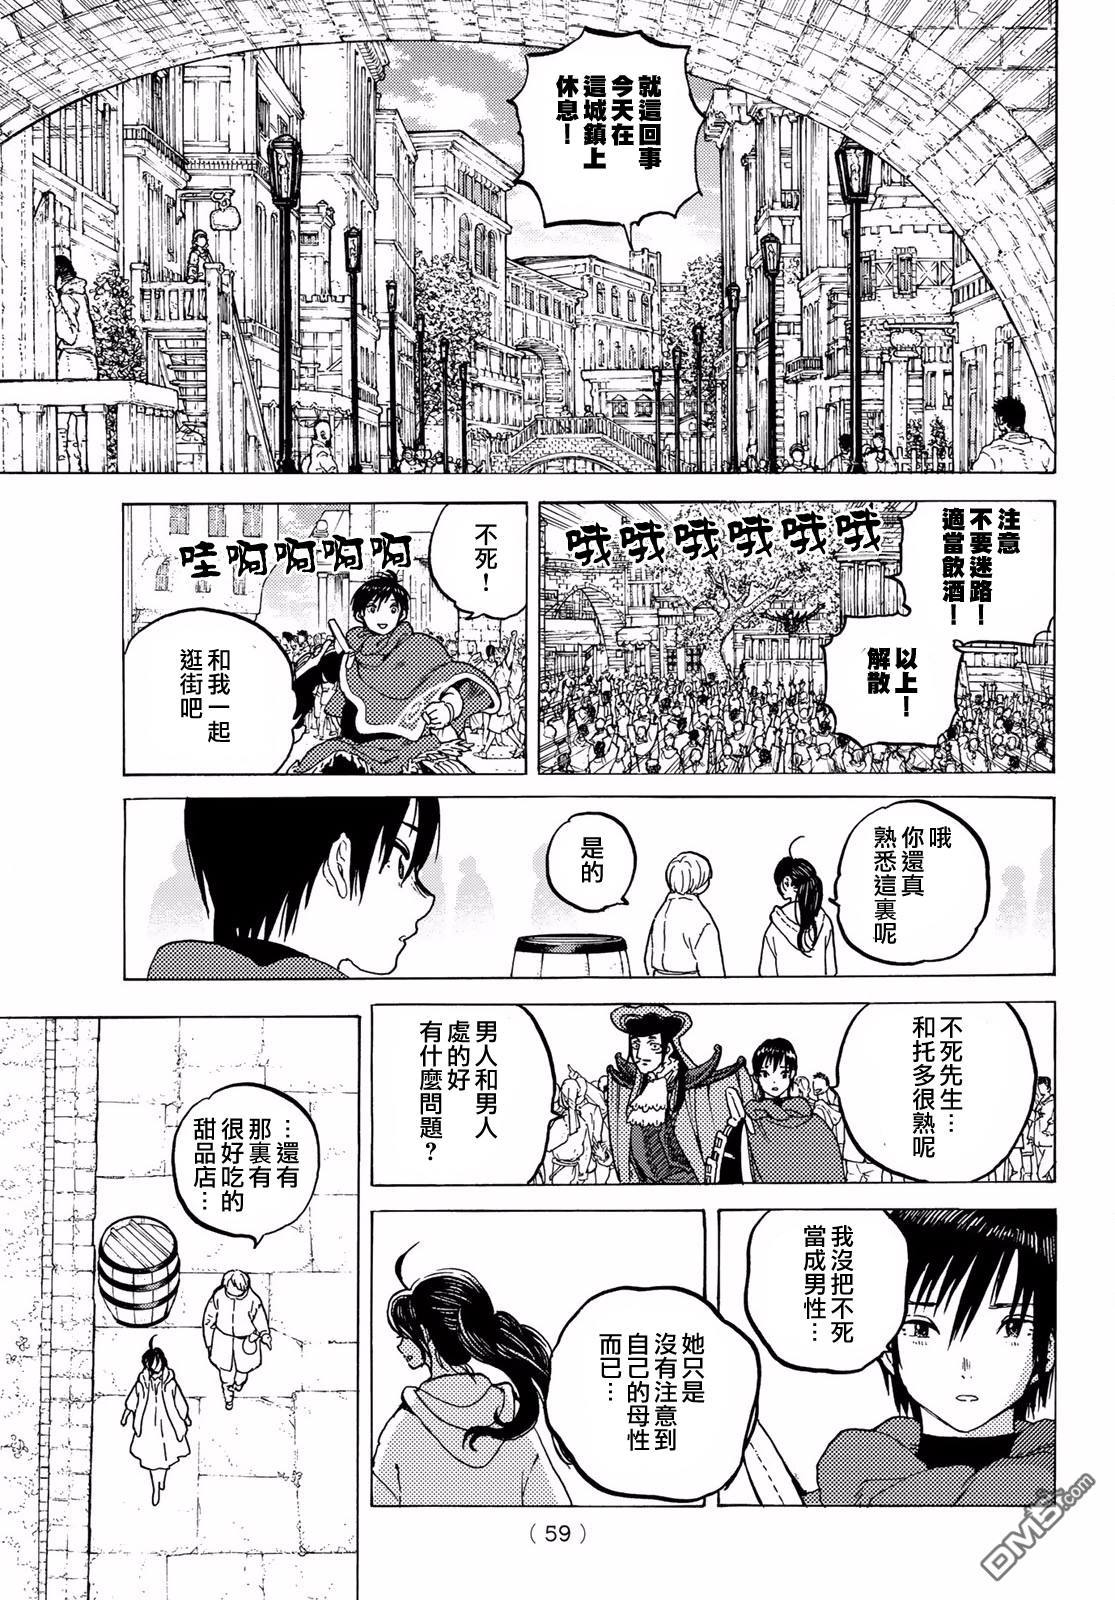 就這回事
今天在
這城鎮上
休息！
注意
不要迷路！
適當飲酒！
以上！
解散
哦哦哦哦哦哦
不死！
哇啊啊啊啊
和我一起
逛街吧
哦
你還真
熟悉這裏呢
是的
不死先生…
和托多很熟呢
男人和男人
處的好
有什麼問題？
我沒把不死
當成男性…
她只是
沒有注意到
自己的母性
而已…
…還有
那裏有
很好吃的
甜品店…
（59）
DM5.com